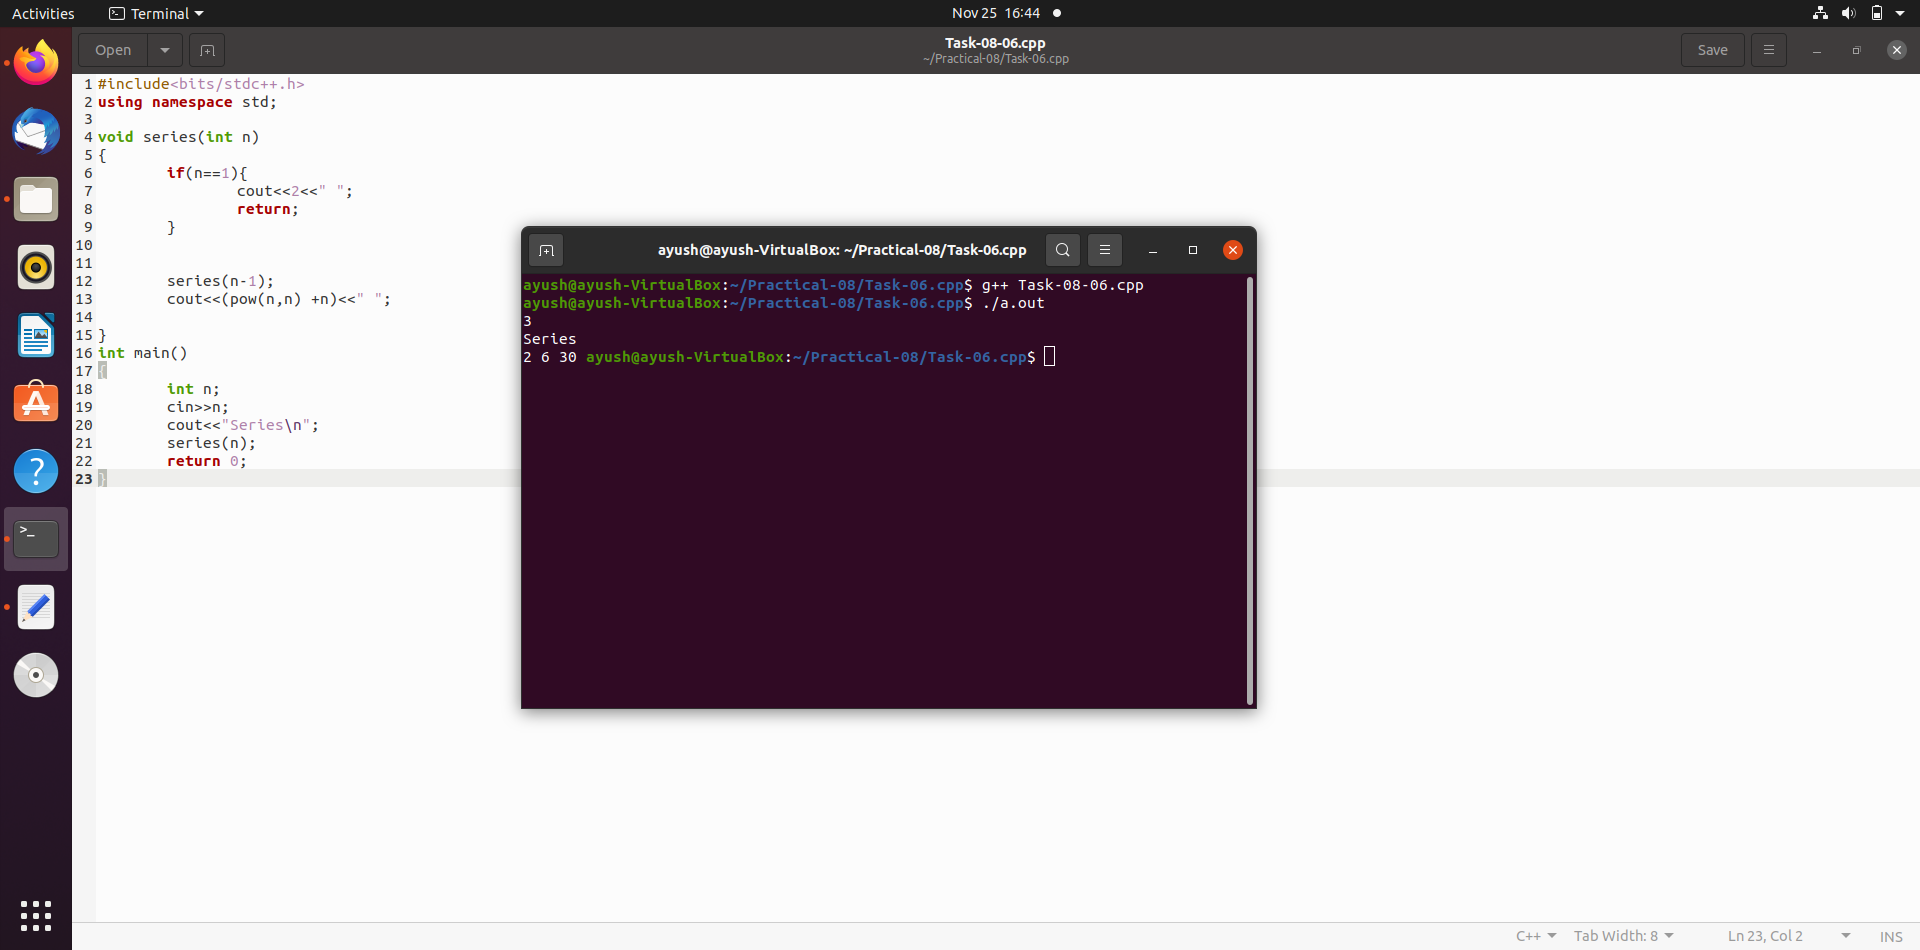 Activities
Terminal
Nov 25 16:44
Open
Task-08-06.cpp
~/Practical-08/Task-06.cpp
Save
1 #include<bits/stdc++.h>
2 using namespace std;
3
4 void series(int n)
5 {
6 if(n==1){
7 cout<<2<<" ";
8 return;
9 }
10
11
12 series(n-1);
13 cout<<(pow(n,n) +n)<<" ";
14
15 }
16 int main()
17 {
18 int n;
19 cin>>n;
20 cout<<"Series\n";
21 series(n);
22 return 0;
23 }
ayush@ayush-VirtualBox: ~/Practical-08/Task-06.cpp
ayush@ayush-VirtualBox:~/Practical-08/Task-06.cpp$ g++ Task-08-06.cpp
ayush@ayush-VirtualBox:~/Practical-08/Task-06.cpp$ ./a.out
3
Series
2 6 30 ayush@ayush-VirtualBox:~/Practical-08/Task-06.cpp$
C++
Tab Width: 8
Ln 23, Col 2
INS